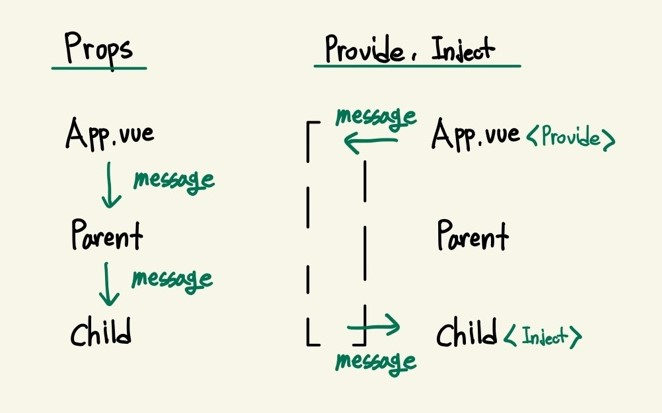 Props
App.vue
message
Parent
message
child
Provide, Inject
message
App.vue <Provide>
Parent
child <Inject>
message